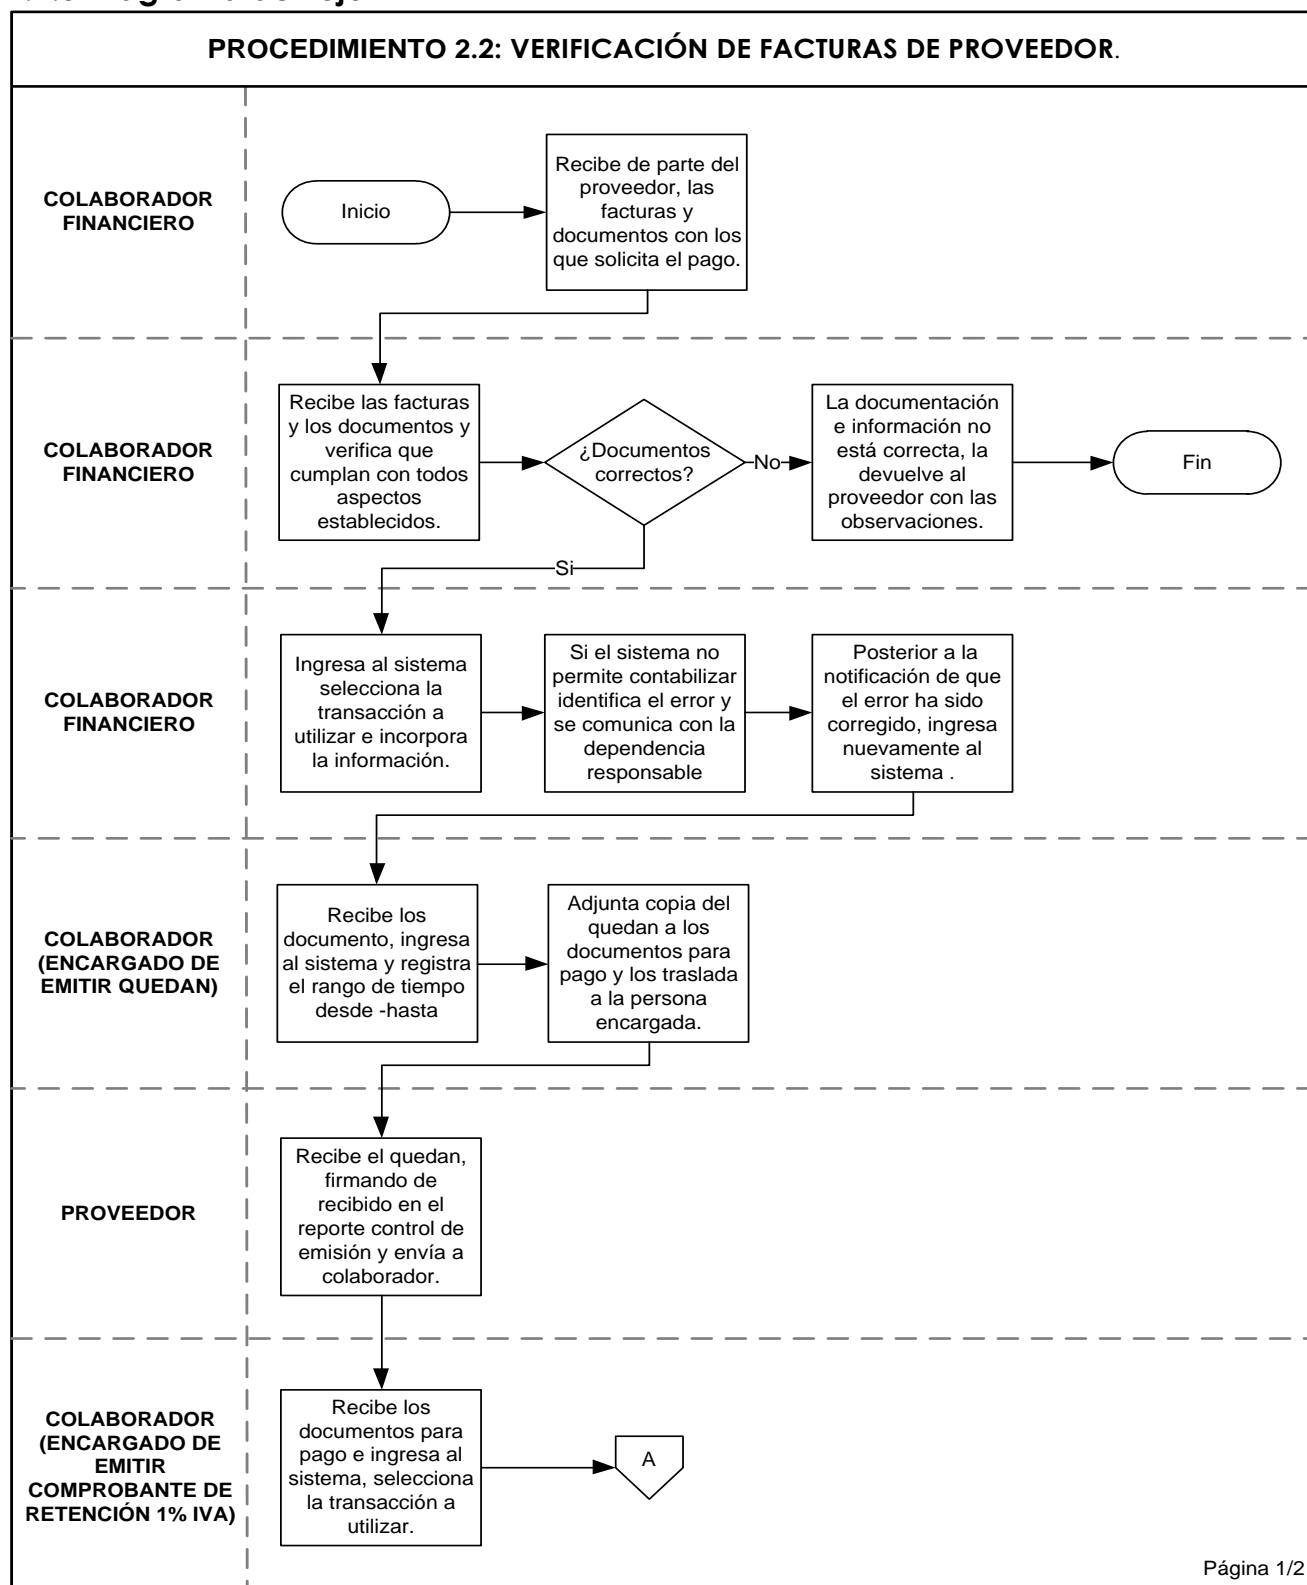 PROCEDIMIENTO 2.2: VERIFICACIÓN DE FACTURAS DE PROVEEDOR.
COLABORADOR
FINANCIERO
Inicio
Recibe de parte del
proveedor, las
facturas y
documentos con los
que solicita el pago.
COLABORADOR
FINANCIERO
Recibe las facturas
y los documentos y
verifica que
cumplan con todos
aspectos
establecidos.
¿Documentos
correctos?
No
La documentación
e información no
está correcta, la
devuelve al
proveedor con las
observaciones.
Fin
Si
COLABORADOR
FINANCIERO
Ingresa al sistema
selecciona la
transacción a
utilizar e incorpora
la información.
Si el sistema no
permite contabilizar
identifica el error y
se comunica con la
dependencia
responsable
Posterior a la
notificación de que
el error ha sido
corregido, ingresa
nuevamente al
sistema .
COLABORADOR
(ENCARGADO DE
EMITIR QUEDAN)
Recibe los
documento, ingresa
al sistema y registra
el rango de tiempo
desde -hasta
Adjunta copia del
quedan a los
documentos para
pago y los traslada
a la persona
encargada.
PROVEEDOR
Recibe el quedan,
firmando de
recibido en el
reporte control de
emisión y envía a
colaborador.
COLABORADOR
(ENCARGADO DE
EMITIR
COMPROBANTE DE
RETENCIÓN 1% IVA)
Recibe los
documentos para
pago e ingresa al
sistema, selecciona
la transacción a
utilizar.
A
Página 1/2